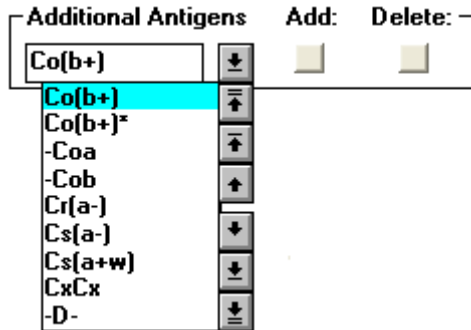 Additional Antigens Add: Delete:
Co(b+)
Co(b+)
Co(b+)*
-Coa
-Cob
Cr(a-)
Cs(a-)
Cs(a+w)
CxCx
-D-